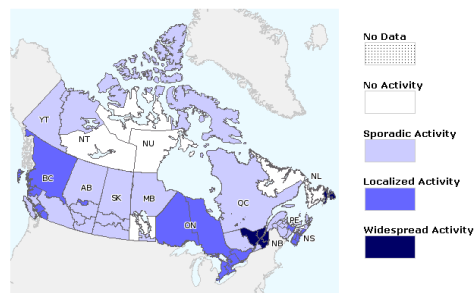 No Data
No Activity
YT
Sporadic Activity
NT
NU
NL
BC
AB
SK
MB
QC
Localized Activity
PE
ON
NB
NS
Widespread Activity